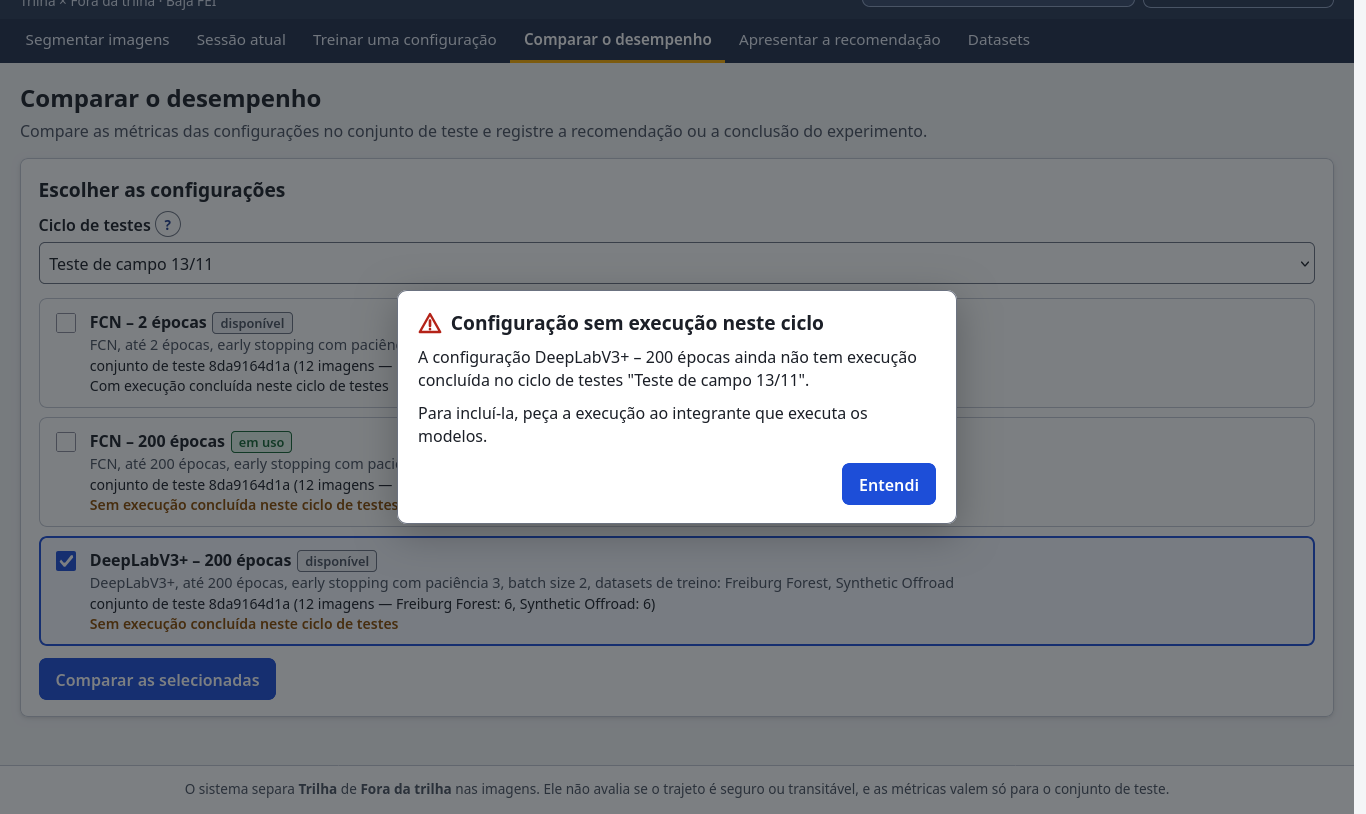 Trilha × Fora da trilha · Baja FEI
Segmentar imagens
Sessão atual
Treinar uma configuração
Comparar o desempenho
Apresentar a recomendação
Datasets
Comparar o desempenho
Compare as métricas das configurações no conjunto de teste e registre a recomendação ou a conclusão do experimento.
Escolher as configurações
Ciclo de testes ?
Teste de campo 13/11
FCN – 2 épocas disponível
FCN, até 2 épocas, early stopping com
conjunto de teste 8da9164d1a (12 imagens —
Com execução concluída neste ciclo de testes
FCN – 200 épocas em uso
FCN, até 200 épocas, early stopping com
conjunto de teste 8da9164d1a (12 imagens —
Sem execução concluída neste ciclo de testes
Configuração sem execução neste ciclo
A configuração DeepLabV3+ – 200 épocas ainda não tem execução
concluída no ciclo de testes "Teste de campo 13/11".
Para incluí-la, peça a execução ao integrante que executa os
modelos.
Entendi
DeepLabV3+ – 200 épocas disponível
DeepLabV3+, até 200 épocas, early stopping com paciência 3, batch size 2, datasets de treino: Freiburg Forest, Synthetic Offroad
conjunto de teste 8da9164d1a (12 imagens — Freiburg Forest: 6, Synthetic Offroad: 6)
Sem execução concluída neste ciclo de testes
Comparar as selecionadas
O sistema separa Trilha de Fora da trilha nas imagens. Ele não avalia se o trajeto é seguro ou transitável, e as métricas valem só para o conjunto de teste.